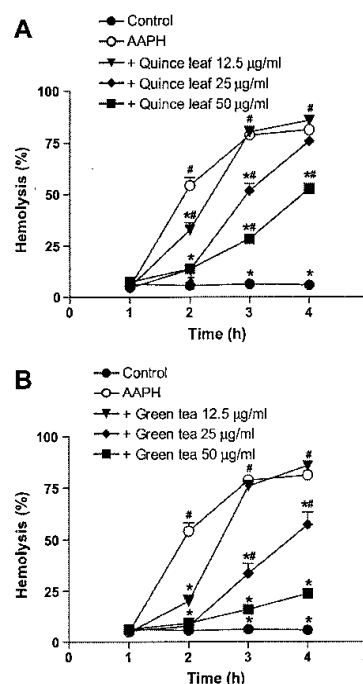 A
Control
AAPH
+ Quince leaf 12.5 µg/ml
+ Quince leaf 25 µg/ml
+ Quince leaf 50 µg/ml
100
75
50
25
0
Hemolysis (%)
# # #
*# *# *#
* *# * *
0 1 2 3 4
Time (h)
B
Control
AAPH
+ Green tea 12.5 µg/ml
+ Green tea 25 µg/ml
+ Green tea 50 µg/ml
100
75
50
25
0
Hemolysis (%)
# # #
* *# *#
* * * * *
0 1 2 3 4
Time (h)